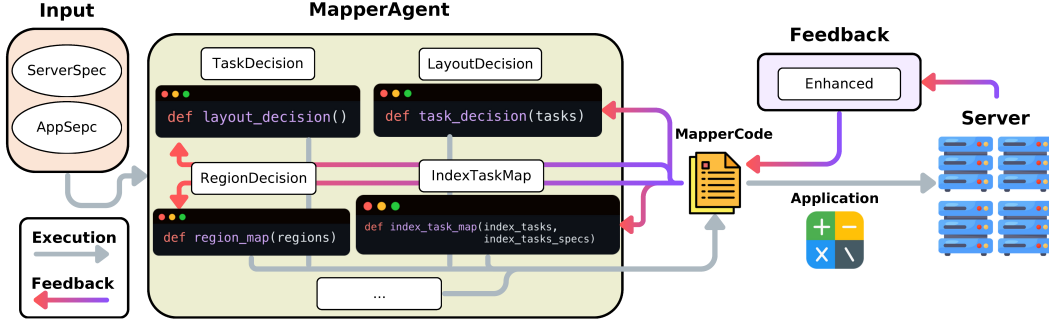 Input
ServerSpec
AppSepc
Execution
Feedback
MapperAgent
TaskDecision
def layout_decision()
LayoutDecision
def task_decision(tasks)
RegionDecision
def region_map(regions)
IndexTaskMap
def index_task_map(index_tasks,
index_tasks_specs)
...
MapperCode
Feedback
Enhanced
Application
+ −
X \
Server